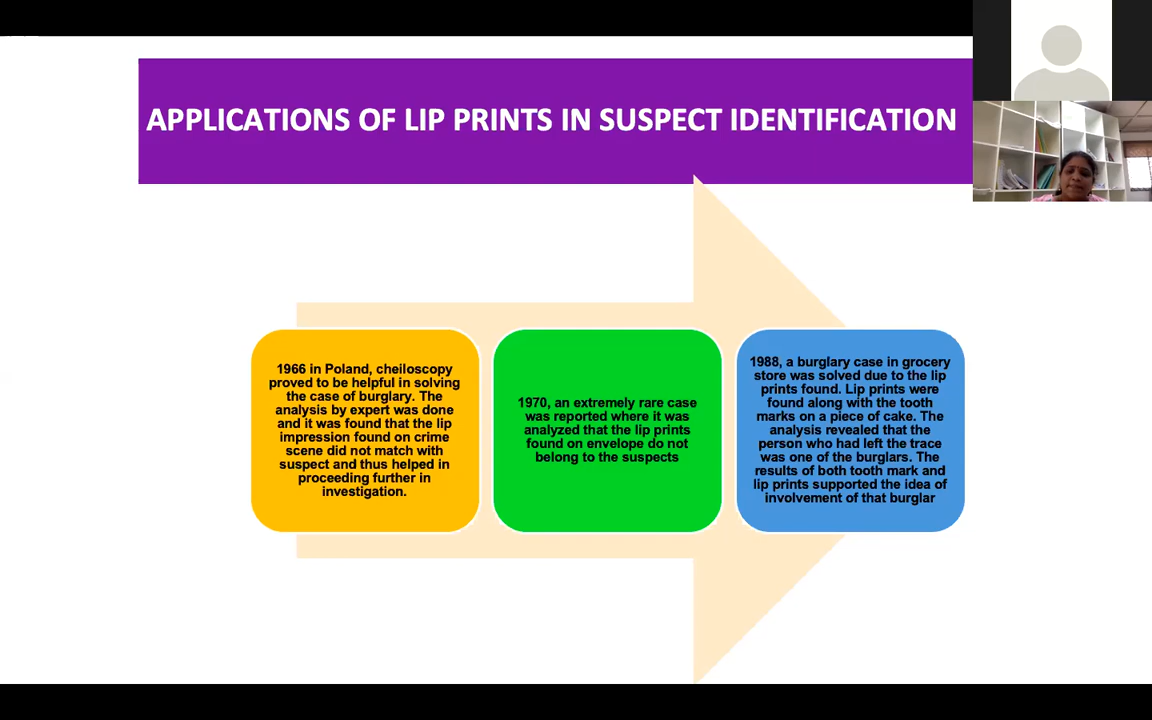 APPLICATIONS OF LIP PRINTS IN SUSPECT IDENTIFICATION
1966 in Poland, cheiloscopy
proved to be helpful in solving
the case of burglary. The
analysis by expert was done
and it was found that the lip
impression found on crime
scene did not match with
suspect and thus helped in
proceeding further in
investigation.
1970, an extremely rare case
was reported where it was
analyzed that the lip prints
found on envelope do not
belong to the suspects
1988, a burglary case in grocery
store was solved due to the lip
prints found. Lip prints were
found along with the tooth
marks on a piece of cake. The
analysis revealed that the
person who had left the trace
was one of the burglars. The
results of both tooth mark and
lip prints supported the idea of
involvement of that burglar